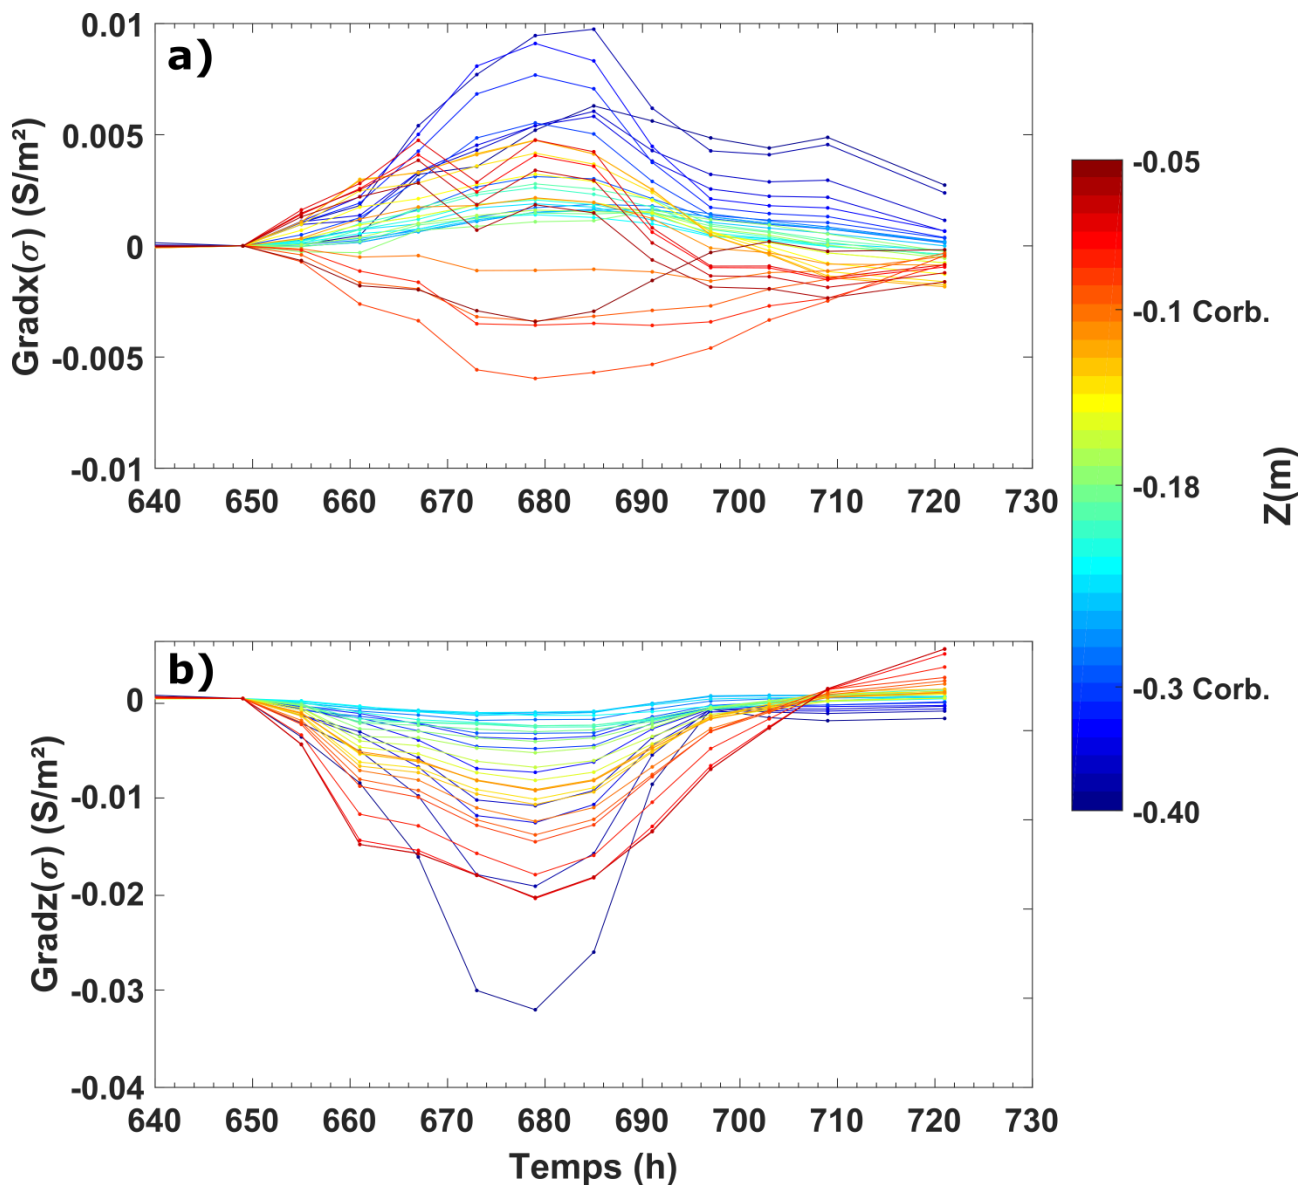 a)
0.01
0.005
0
-0.005
-0.01
Gradx(σ) (S/m²)
640 650 660 670 680 690 700 710 720 730
b)
0
-0.01
-0.02
-0.03
-0.04
Gradz(σ) (S/m²)
640 650 660 670 680 690 700 710 720 730
Temps (h)
-0.05
-0.1 Corb.
-0.18
-0.3 Corb.
-0.40
Z(m)